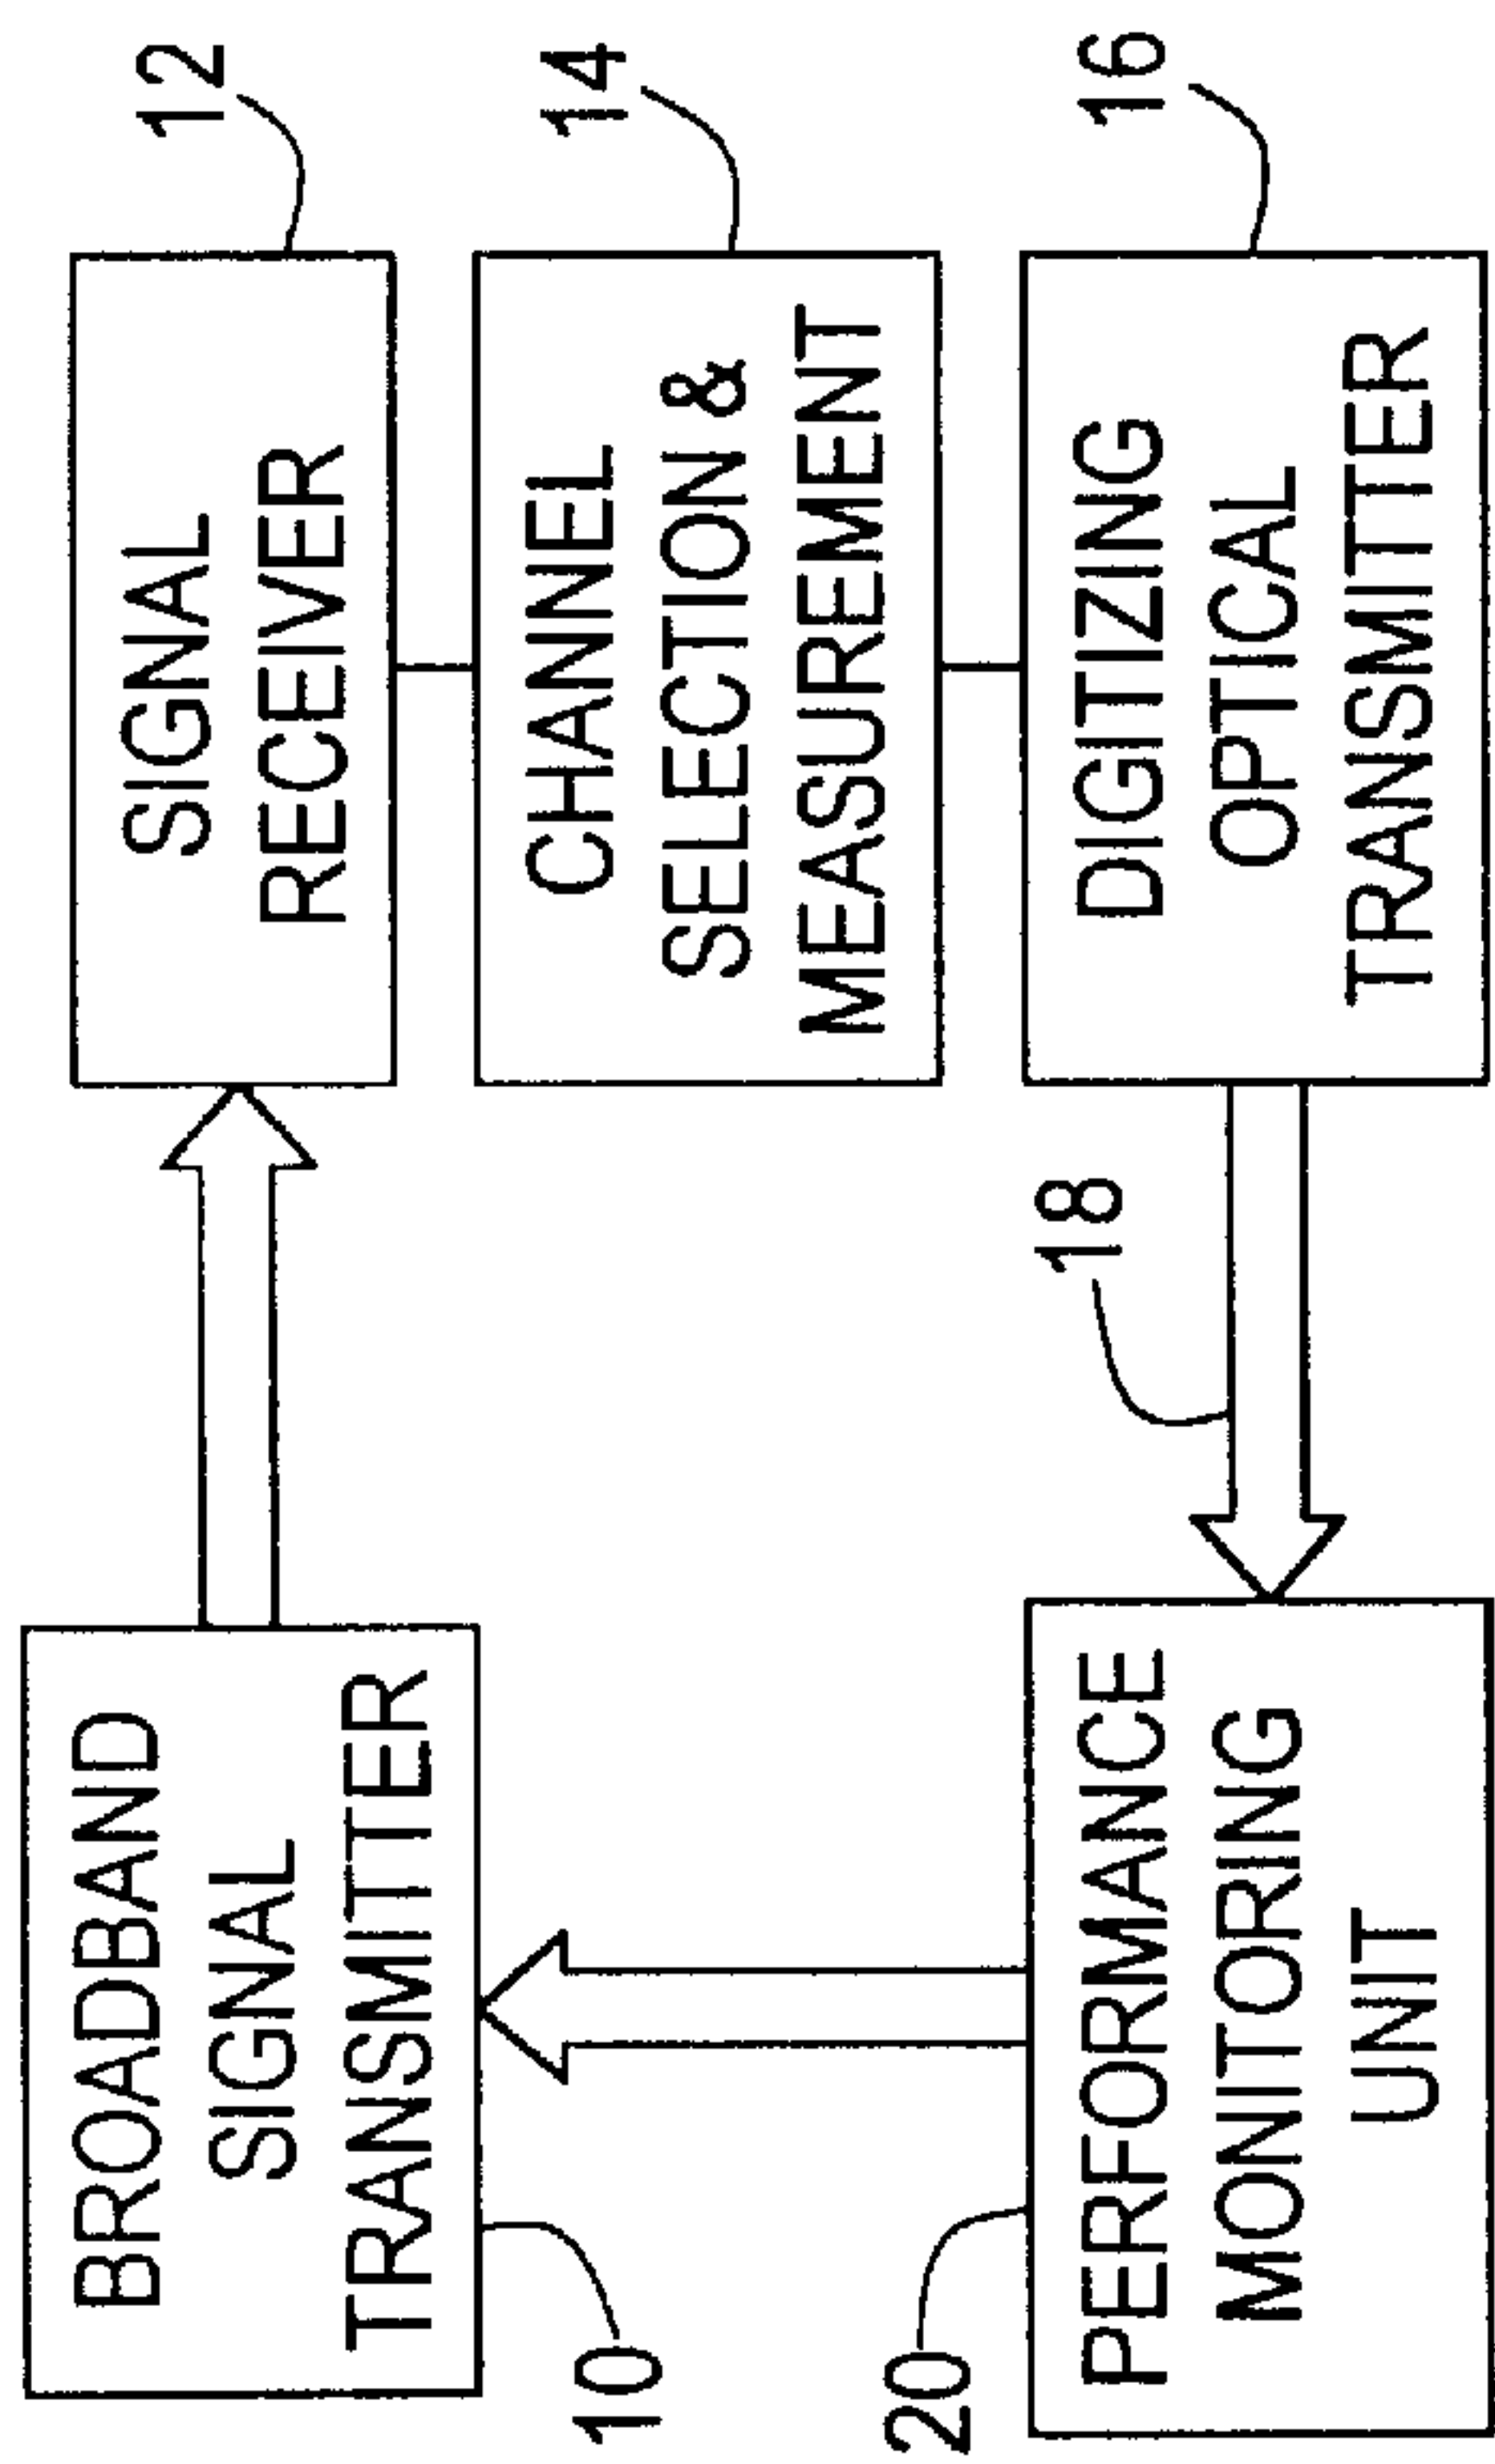 BROADBAND
SIGNAL
TRANSMITTER
10
SIGNAL
RECEIVER
12
CHANNEL
SELECTION &
MEASUREMENT
14
DIGITIZING
OPTICAL
TRANSMITTER
16
18
PERFORMANCE
MONITORING
UNIT
20